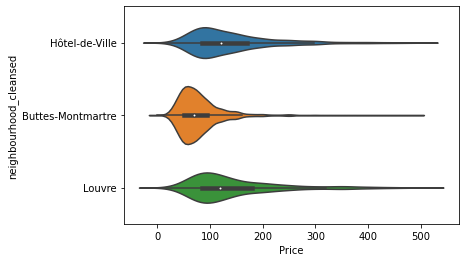 Hôtel-de-Ville
Buttes-Montmartre
Louvre
neighbourhood_cleansed
0 100 200 300 400 500
Price